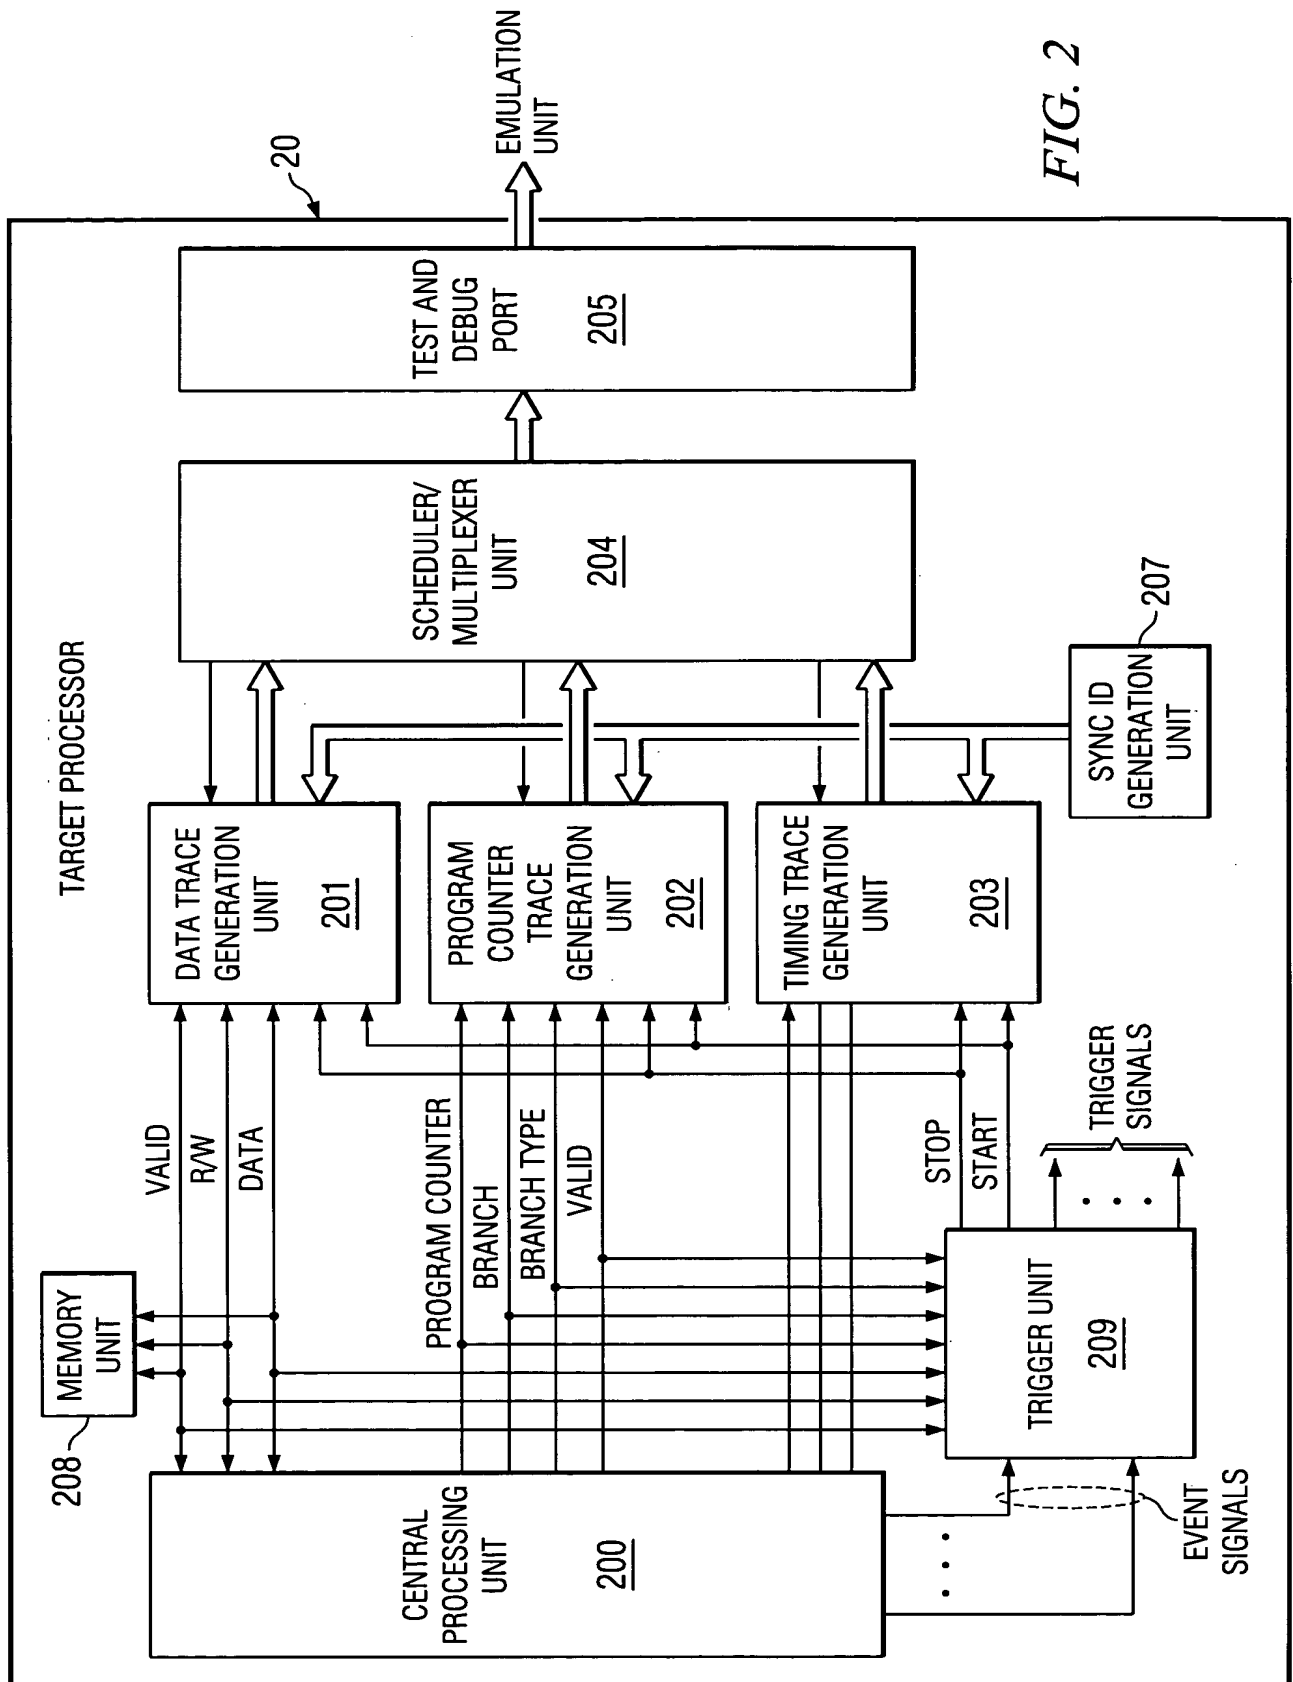 TARGET PROCESSOR
20
208
MEMORY
UNIT
VALID
R/W
DATA
DATA TRACE
GENERATION
UNIT
201
CENTRAL
PROCESSING
UNIT
200
PROGRAM COUNTER
BRANCH
BRANCH TYPE
VALID
PROGRAM
COUNTER
TRACE
GENERATION
UNIT
202
SCHEDULER/
MULTIPLEXER
UNIT
204
TEST AND
DEBUG
PORT
205
EMULATION
UNIT
TIMING TRACE
GENERATION
UNIT
203
STOP
START
TRIGGER UNIT
209
TRIGGER
SIGNALS
EVENT
SIGNALS
SYNC ID
GENERATION
UNIT
207
FIG. 2